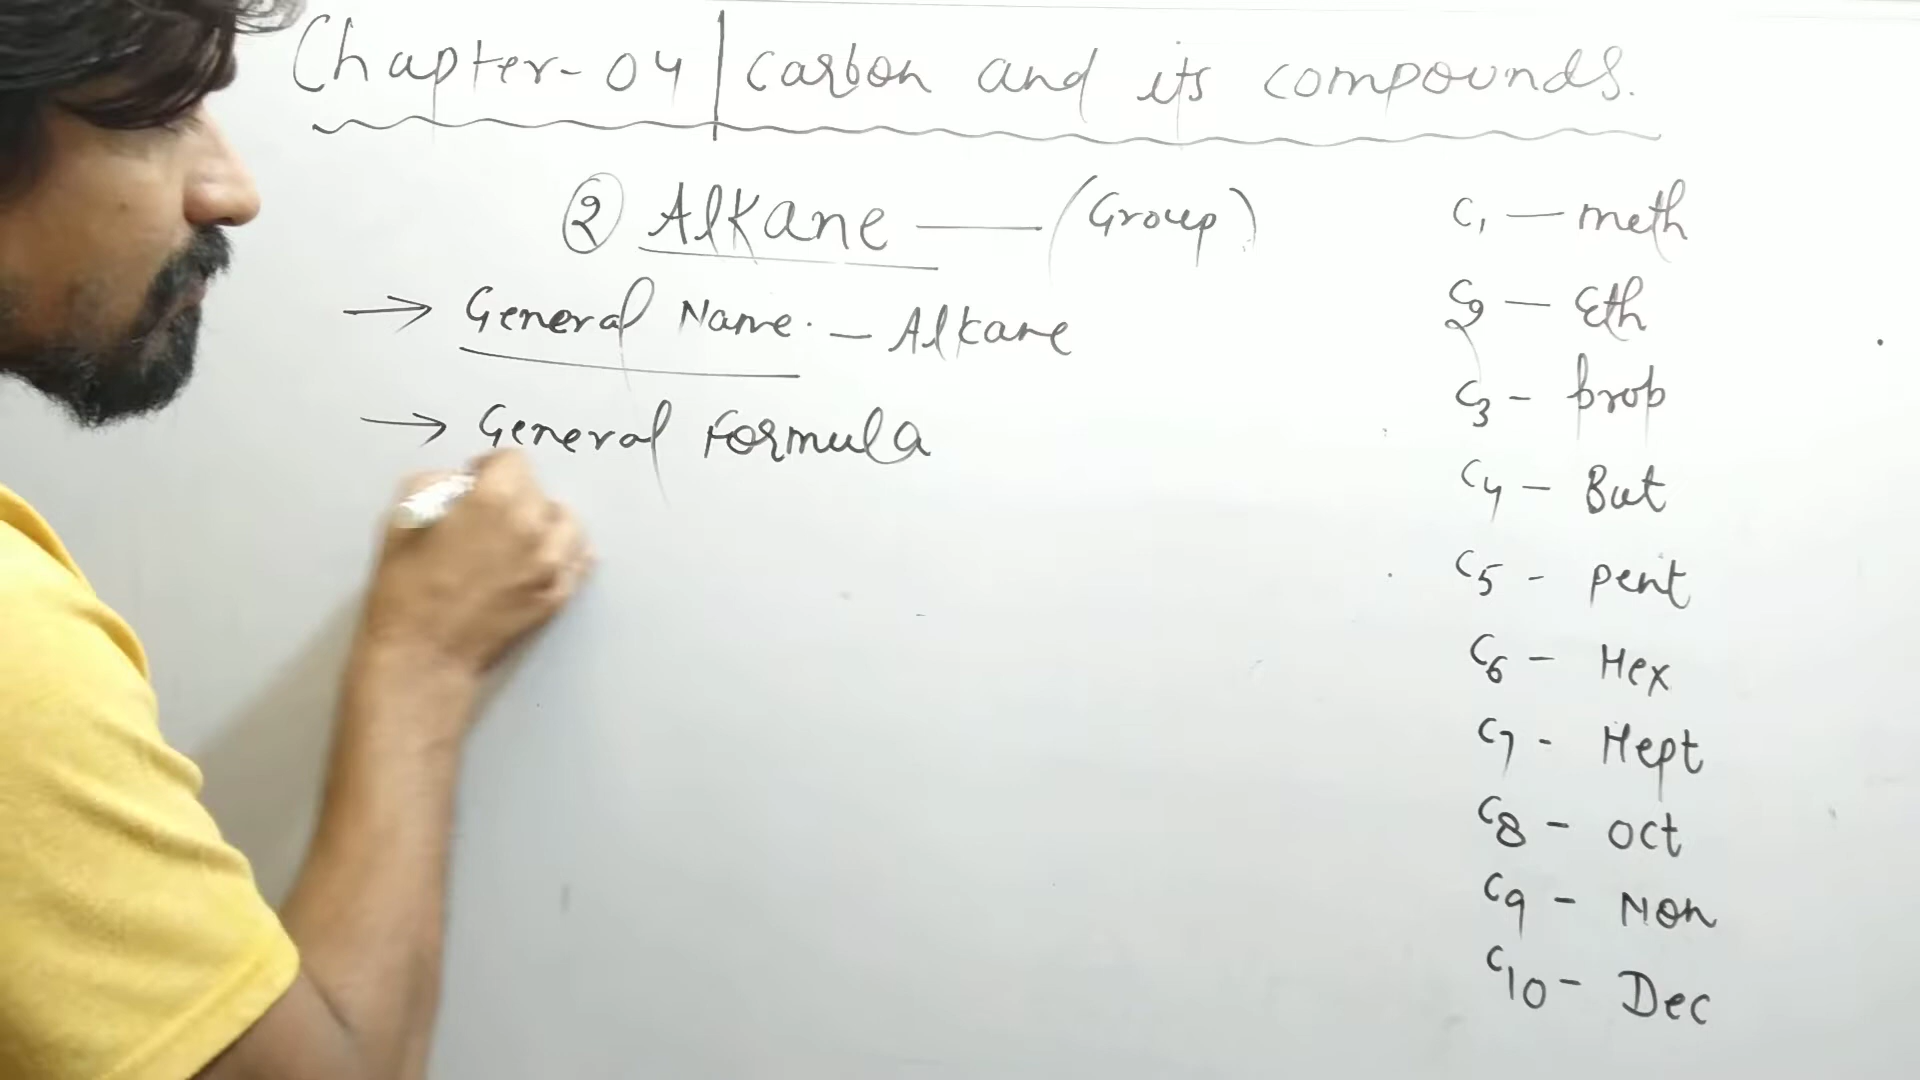 Chapter-04 | carbon and its compounds.
② Alkane — (Group)
→ General Name. - Alkane
→ General Formula
C1 — meth
C2 — Eth
C3 - prop
C4 - But
C5 - pent
C6 - Hex
C7 - Hept
C8 - oct
C9 - Non
C10 - Dec